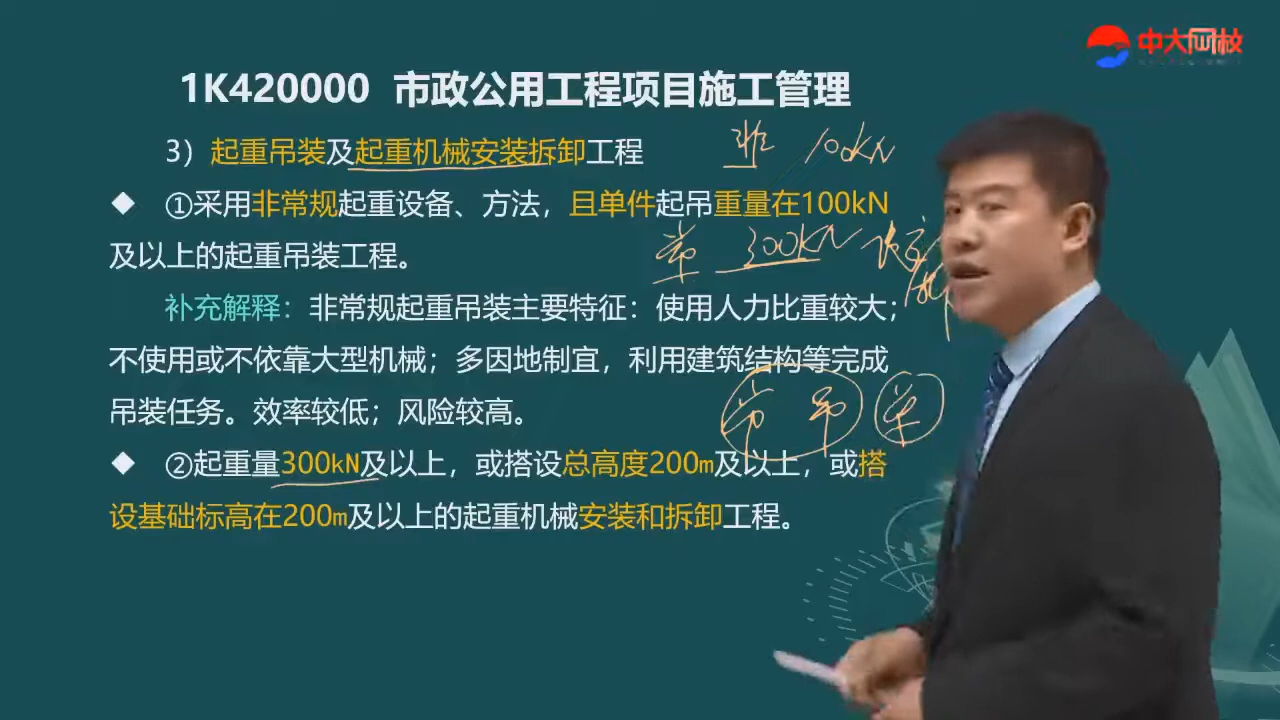 中大网校
1K420000 市政公用工程项目施工管理
3）起重吊装及起重机械安装拆卸工程
非 100kN
◆ ①采用非常规起重设备、方法，且单件起吊重量在100kN
及以上的起重吊装工程。
常 300kN
补充解释：非常规起重吊装主要特征：使用人力比重较大；
不使用或不依靠大型机械；多因地制宜，利用建筑结构等完成
吊装任务。效率较低；风险较高。
常 吊 单
◆ ②起重量300kN及以上，或搭设总高度200m及以上，或搭
设基础标高在200m及以上的起重机械安装和拆卸工程。